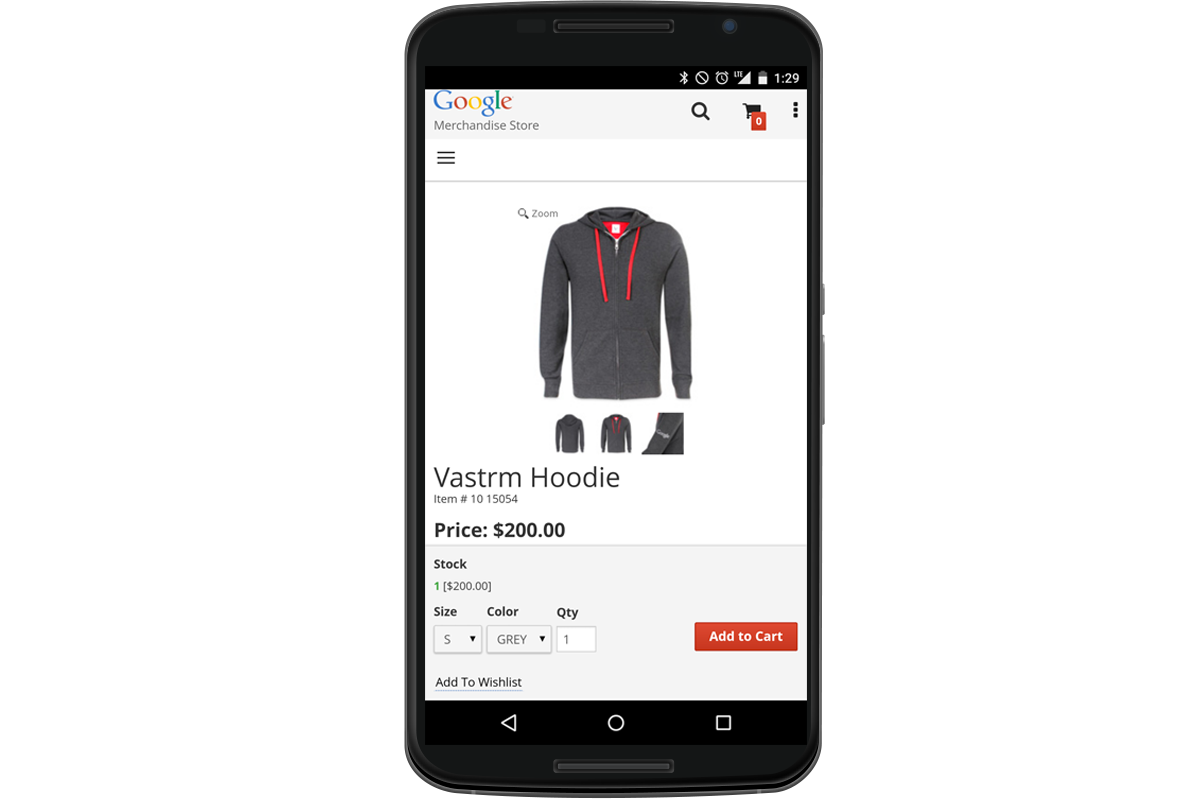 LTE 1:29
Google
0
Merchandise Store
Zoom
Vastrm Hoodie
Item # 10 15054
Price: $200.00
Stock
1 [$200.00]
Size Color Qty
S GREY 1
Add to Cart
Add To Wishlist